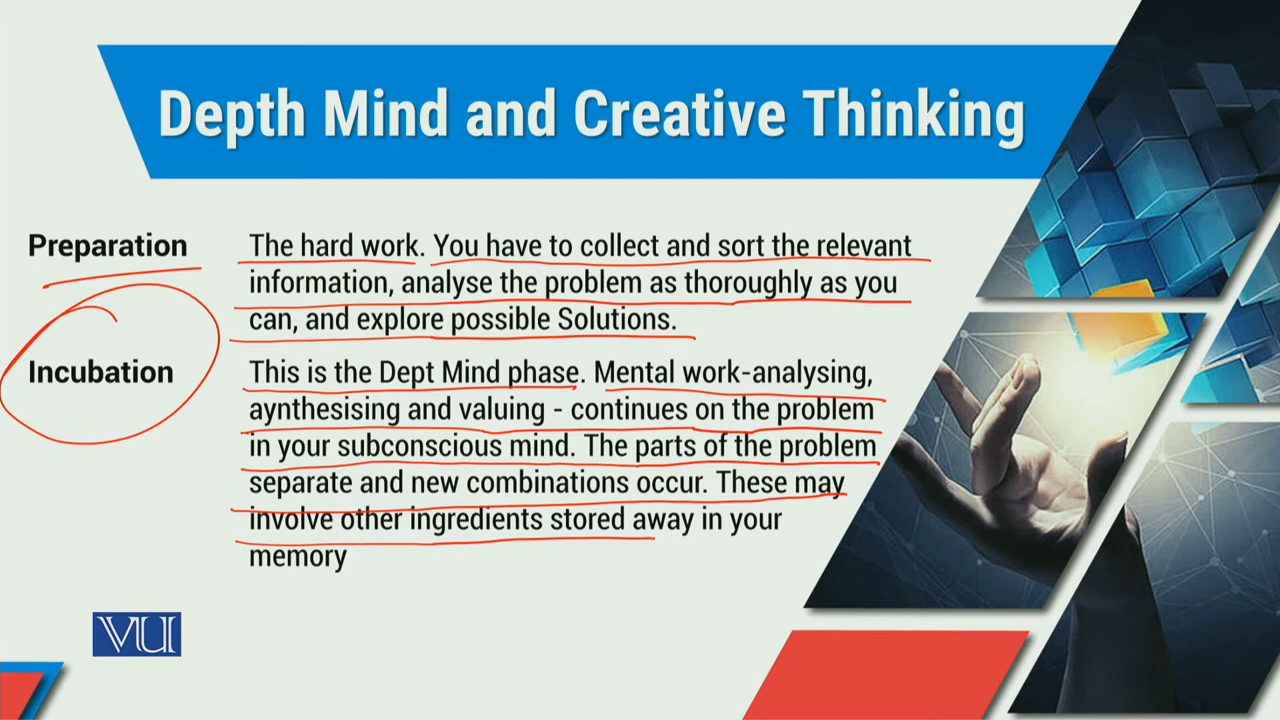 Depth Mind and Creative Thinking
Preparation
The hard work. You have to collect and sort the relevant
information, analyse the problem as thoroughly as you
can, and explore possible Solutions.
Incubation
This is the Dept Mind phase. Mental work-analysing,
aynthesising and valuing - continues on the problem
in your subconscious mind. The parts of the problem
separate and new combinations occur. These may
involve other ingredients stored away in your
memory
VU